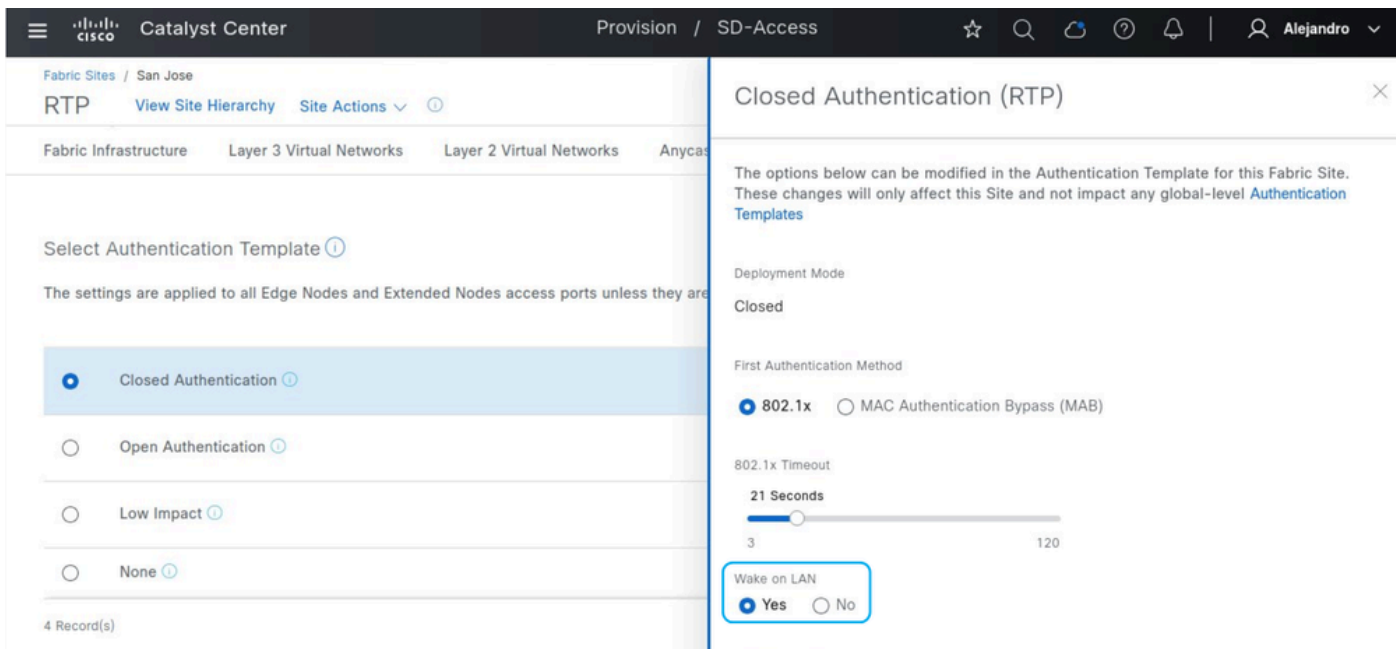 CISCO Catalyst Center Provision / SD-Access Alejandro
Fabric Sites / San Jose
RTP View Site Hierarchy Site Actions
Fabric Infrastructure Layer 3 Virtual Networks Layer 2 Virtual Networks Anycas
Select Authentication Template
The settings are applied to all Edge Nodes and Extended Nodes access ports unless they are
Closed Authentication
Open Authentication
Low Impact
None
4 Record(s)
Closed Authentication (RTP)
The options below can be modified in the Authentication Template for this Fabric Site.
These changes will only affect this Site and not impact any global-level Authentication
Templates
Deployment Mode
Closed
First Authentication Method
802.1x MAC Authentication Bypass (MAB)
802.1x Timeout
21 Seconds
3 120
Wake on LAN
Yes No